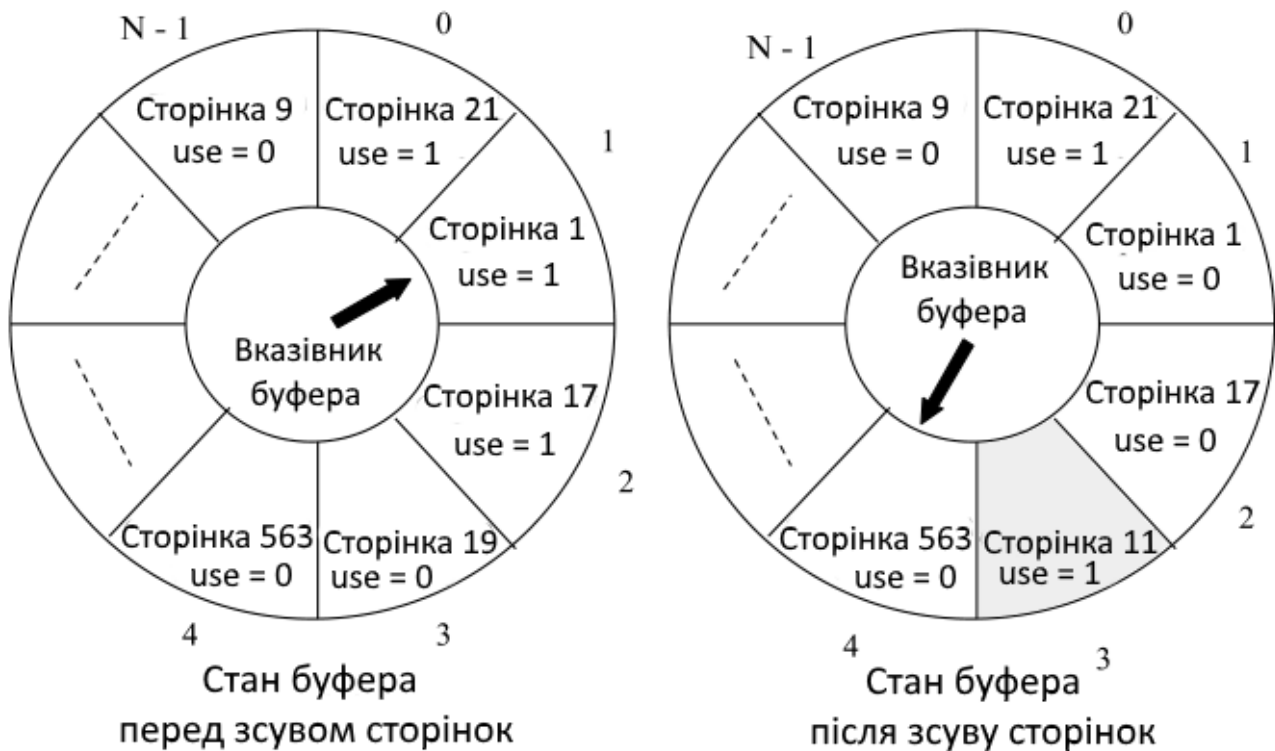 N - 1
0
Сторінка 9
use = 0
Сторінка 21
use = 1
1
Сторінка 1
use = 1
Вказівник
буфера
Сторінка 17
use = 1
2
Сторінка 563
use = 0
Сторінка 19
use = 0
4
3
Стан буфера
перед зсувом сторінок
N - 1
0
Сторінка 9
use = 0
Сторінка 21
use = 1
1
Сторінка 1
use = 0
Вказівник
буфера
Сторінка 17
use = 0
2
Сторінка 563
use = 0
Сторінка 11
use = 1
4
3
Стан буфера
після зсуву сторінок